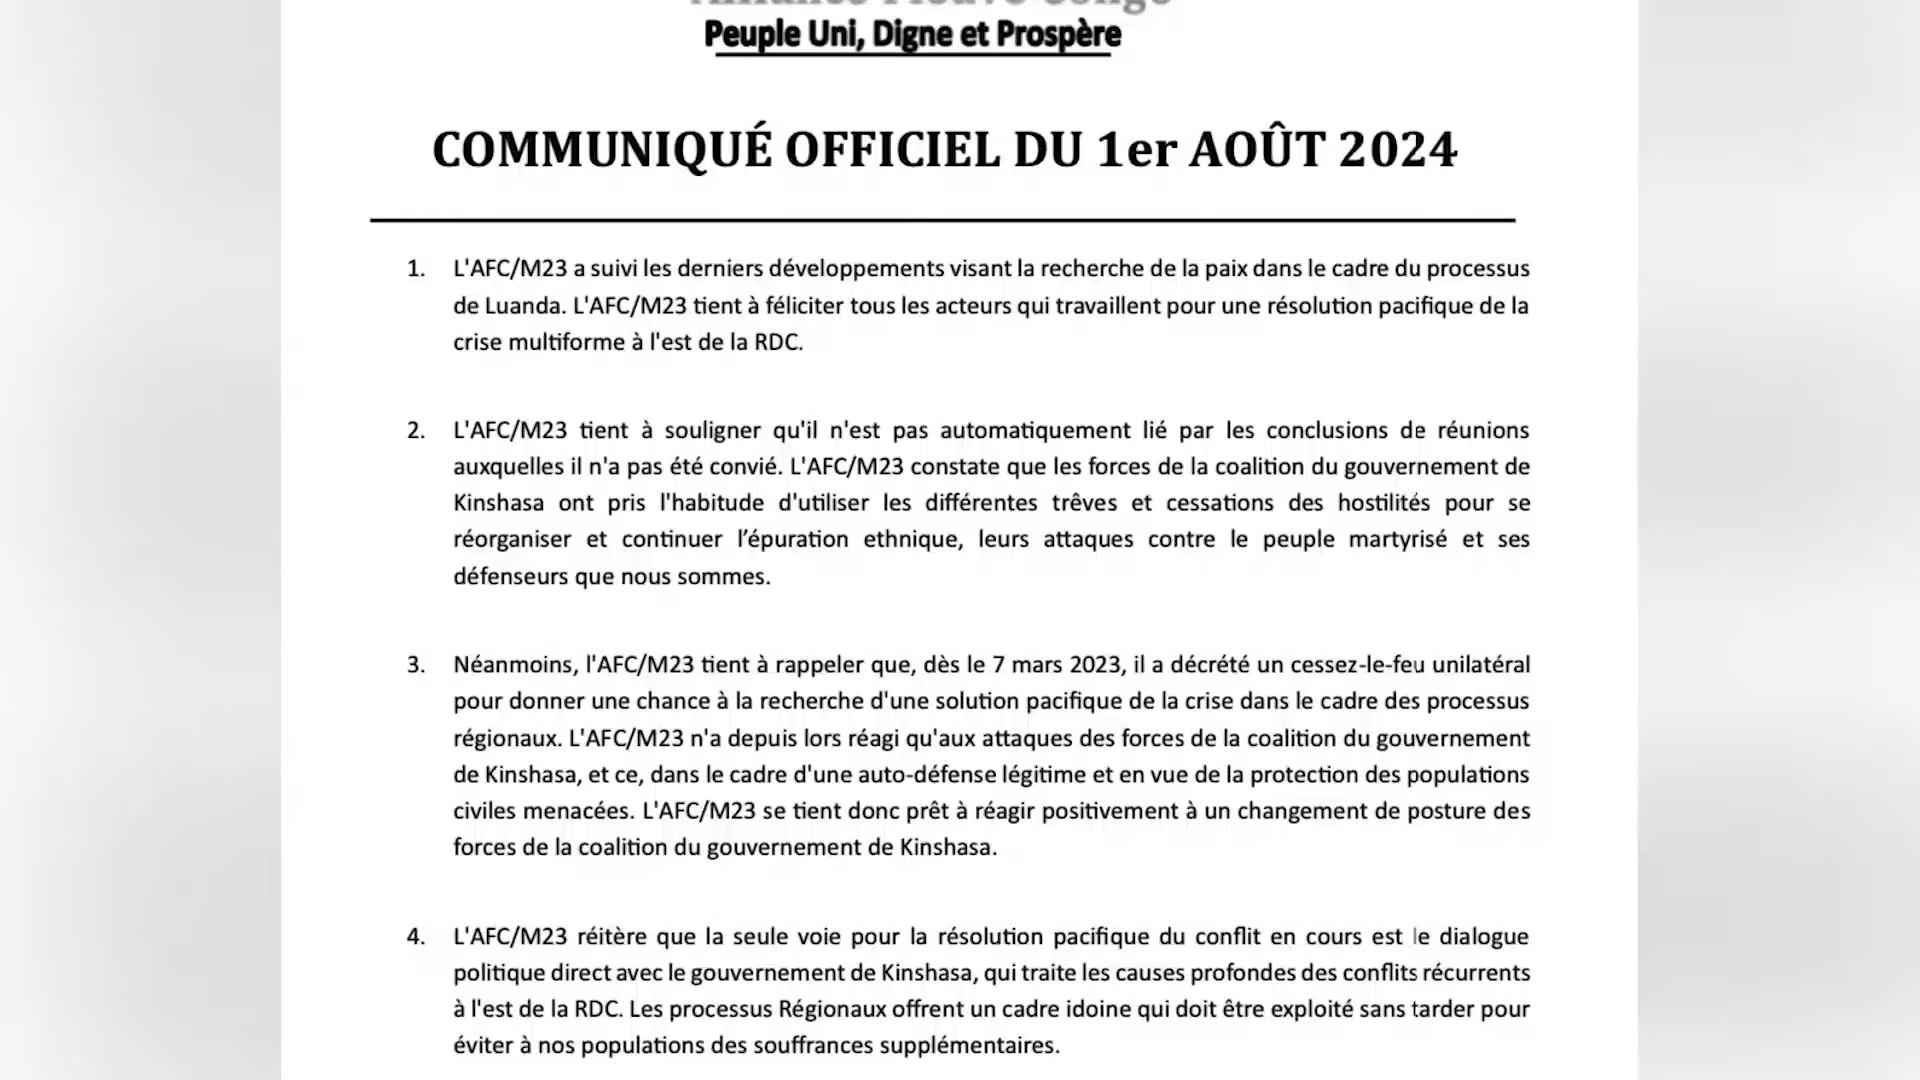 Alliance Fleuve Congo
Peuple Uni, Digne et Prospère
COMMUNIQUÉ OFFICIEL DU 1er AOÛT 2024
1. L'AFC/M23 a suivi les derniers développements visant la recherche de la paix dans le cadre du processus
de Luanda. L'AFC/M23 tient à féliciter tous les acteurs qui travaillent pour une résolution pacifique de la
crise multiforme à l'est de la RDC.
2. L'AFC/M23 tient à souligner qu'il n'est pas automatiquement lié par les conclusions de réunions
auxquelles il n'a pas été convié. L'AFC/M23 constate que les forces de la coalition du gouvernement de
Kinshasa ont pris l'habitude d'utiliser les différentes trêves et cessations des hostilités pour se
réorganiser et continuer l’épuration ethnique, leurs attaques contre le peuple martyrisé et ses
défenseurs que nous sommes.
3. Néanmoins, l'AFC/M23 tient à rappeler que, dès le 7 mars 2023, il a décrété un cessez-le-feu unilatéral
pour donner une chance à la recherche d'une solution pacifique de la crise dans le cadre des processus
régionaux. L'AFC/M23 n'a depuis lors réagi qu'aux attaques des forces de la coalition du gouvernement
de Kinshasa, et ce, dans le cadre d'une auto-défense légitime et en vue de la protection des populations
civiles menacées. L'AFC/M23 se tient donc prêt à réagir positivement à un changement de posture des
forces de la coalition du gouvernement de Kinshasa.
4. L'AFC/M23 réitère que la seule voie pour la résolution pacifique du conflit en cours est le dialogue
politique direct avec le gouvernement de Kinshasa, qui traite les causes profondes des conflits récurrents
à l'est de la RDC. Les processus Régionaux offrent un cadre idoine qui doit être exploité sans tarder pour
éviter à nos populations des souffrances supplémentaires.